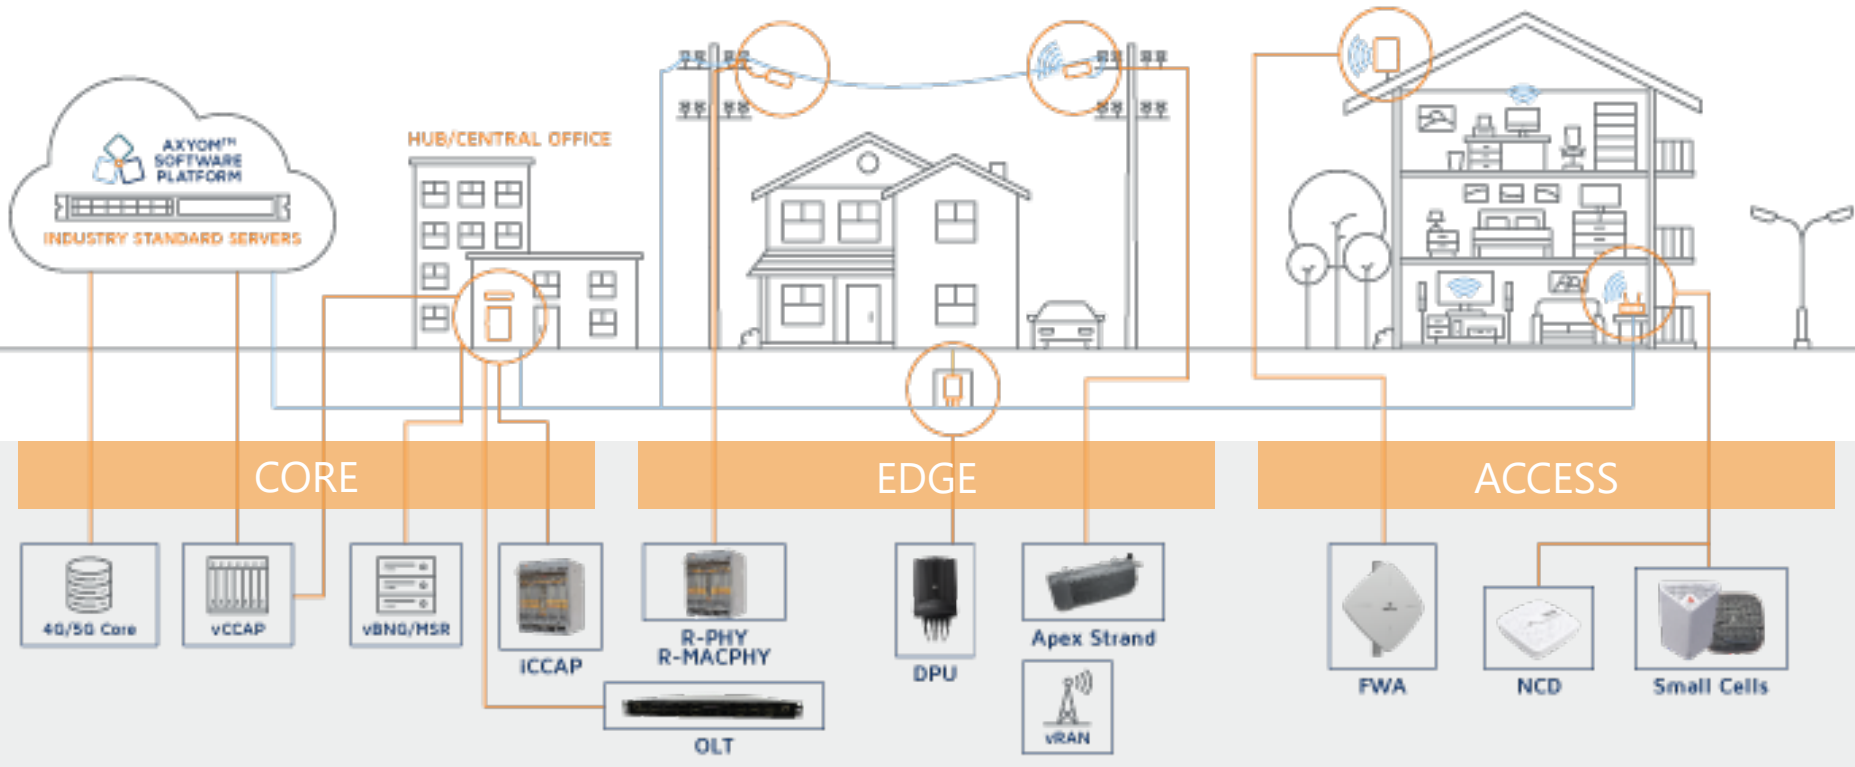 AXYOM™
SOFTWARE
PLATFORM
INDUSTRY STANDARD SERVERS
HUB/CENTRAL OFFICE
CORE
EDGE
ACCESS
4G/5G Core
vCCAP
vBNG/MSR
iCCAP
OLT
R-PHY
R-MACPHY
DPU
Apex Strand
vRAN
FWA
NCD
Small Cells